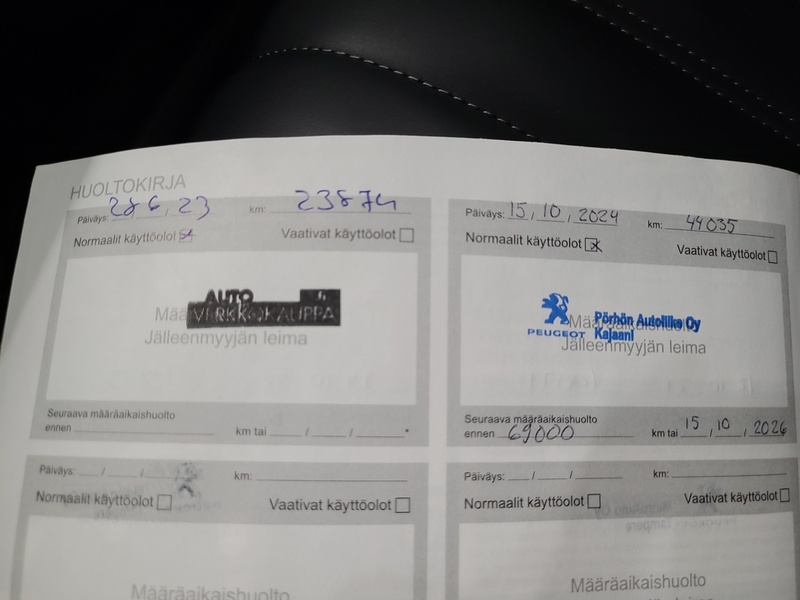 HUOLTOKIRJA
Päiväys: 28 6, 23 km: 23874
Normaalit käyttöolot Vaativat käyttöolot
AUTO
VERKKOKAUPPA
Jälleenmyyjän leima
Seuraava määräaikaishuolto
ennen km tai / / *
Päiväys: 15, 10, 2024 km: 44035
Normaalit käyttöolot x Vaativat käyttöolot
Määräaikaishuolto
PEUGEOT
Pörhön Autoliike Oy
Kajaani
Jälleenmyyjän leima
Seuraava määräaikaishuolto
ennen 69000 km tai 15 / 10 / 2026
Päiväys: / / km:
Normaalit käyttöolot Vaativat käyttöolot
Määräaikaishuolto
Päiväys: / / km:
Normaalit käyttöolot Vaativat käyttöolot
Määräaikaishuolto